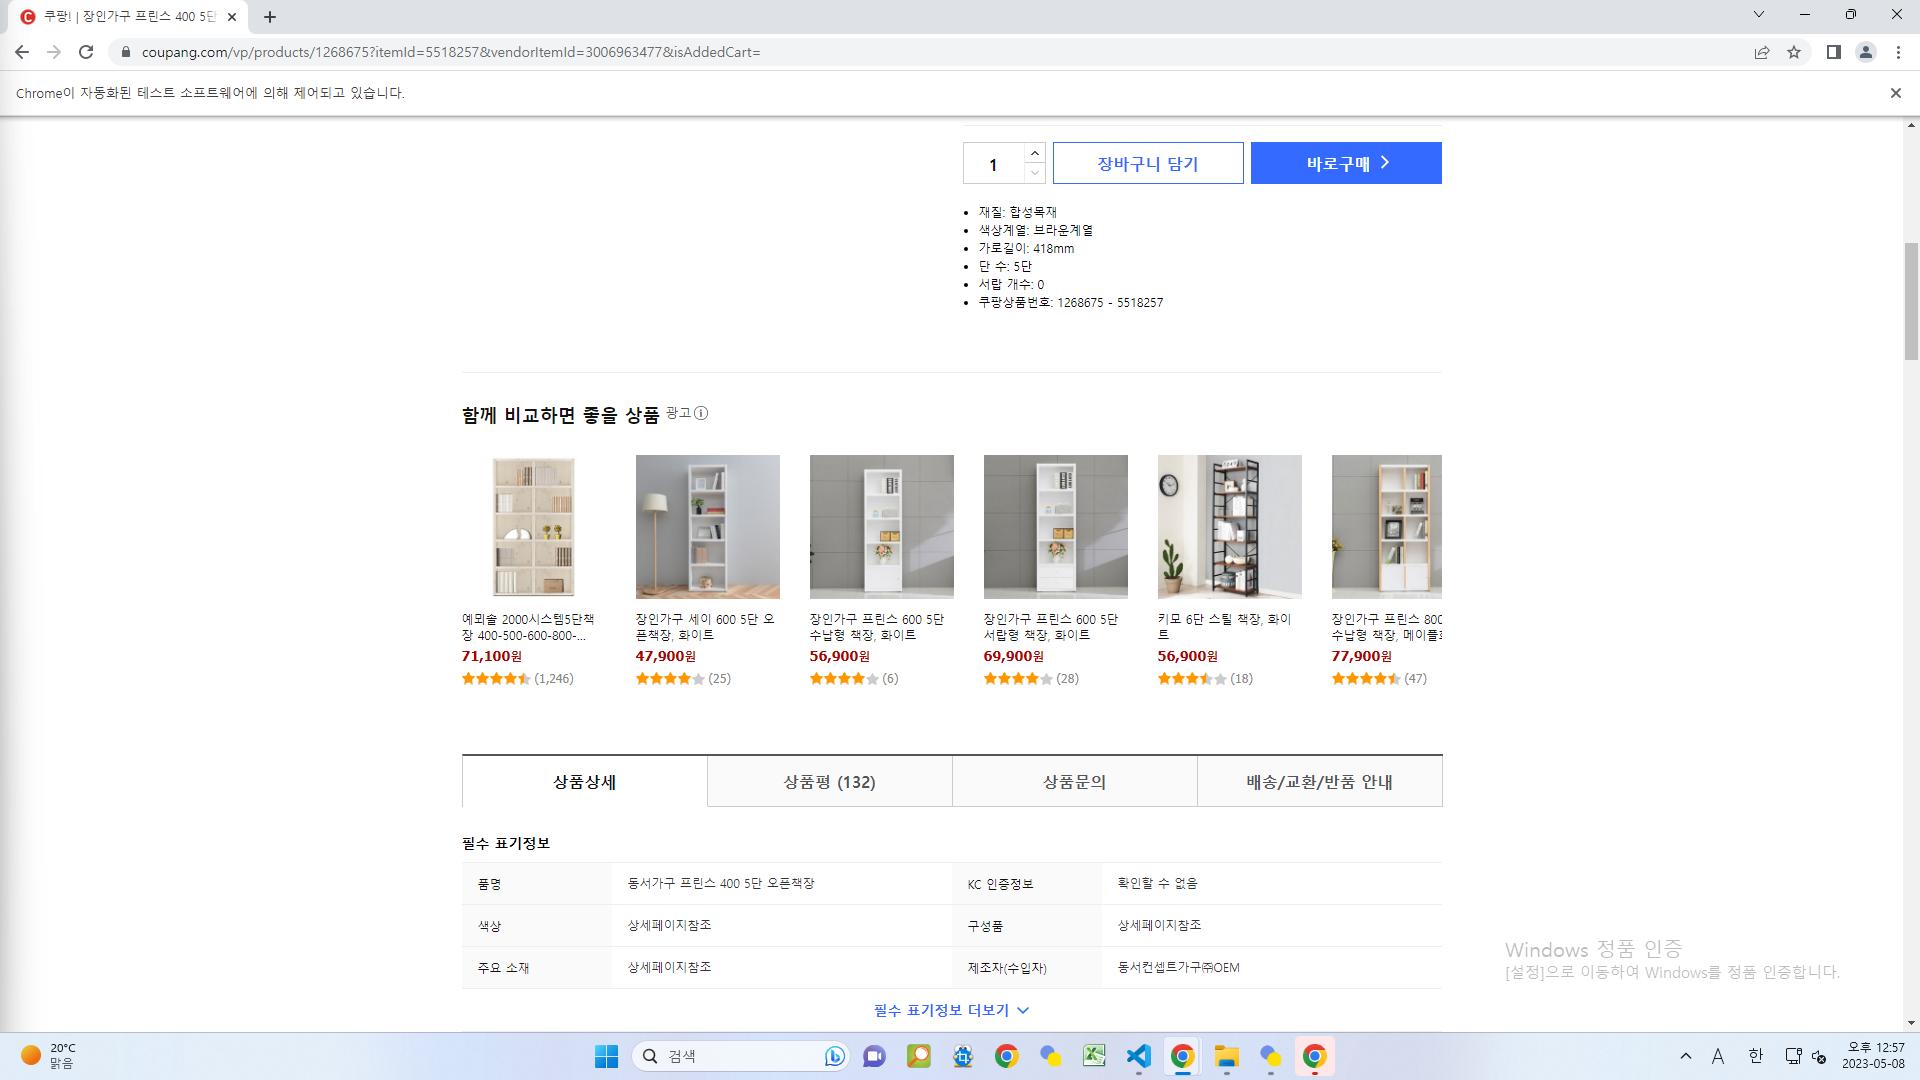 쿠팡! | 장인가구 프린스 400 5단
coupang.com/vp/products/1268675?itemId=5518257&vendorItemId=3006963477&isAddedCart=
Chrome이 자동화된 테스트 소프트웨어에 의해 제어되고 있습니다.
1
장바구니 담기
바로구매
재질: 합성목재
색상계열: 브라운계열
가로길이: 418mm
단 수: 5단
서랍 개수: 0
쿠팡상품번호: 1268675 - 5518257
함께 비교하면 좋을 상품 광고
예뫼솔 2000시스템5단책
장 400-500-600-800-...
71,100원
(1,246)
장인가구 세이 600 5단 오
픈책장, 화이트
47,900원
(25)
장인가구 프린스 600 5단
수납형 책장, 화이트
56,900원
(6)
장인가구 프린스 600 5단
서랍형 책장, 화이트
69,900원
(28)
키모 6단 스틸 책장, 화이
트
56,900원
(18)
장인가구 프린스 800
수납형 책장, 메이플
77,900원
(47)
상품상세
상품평 (132)
상품문의
배송/교환/반품 안내
필수 표기정보
품명 동서가구 프린스 400 5단 오픈책장 KC 인증정보 확인할 수 없음
색상 상세페이지참조 구성품 상세페이지참조
주요 소재 상세페이지참조 제조자(수입자) 동서컨셉트가구㈜OEM
필수 표기정보 더보기
Windows 정품 인증
[설정]으로 이동하여 Windows를 정품 인증합니다.
20°C
맑음
검색
A
한
오후 12:57
2023-05-08